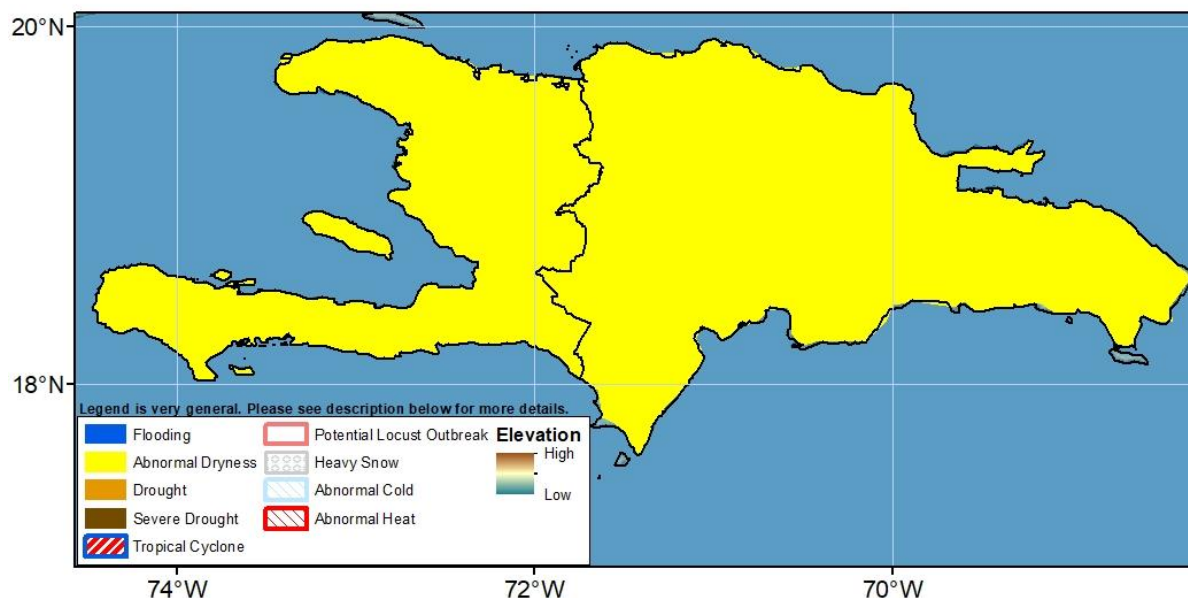 20°N
18°N
Legend is very general. Please see description below for more details.
Flooding
Abnormal Dryness
Drought
Severe Drought
Tropical Cyclone
Potential Locust Outbreak
Heavy Snow
Abnormal Cold
Abnormal Heat
Elevation
High
Low
74°W
72°W
70°W